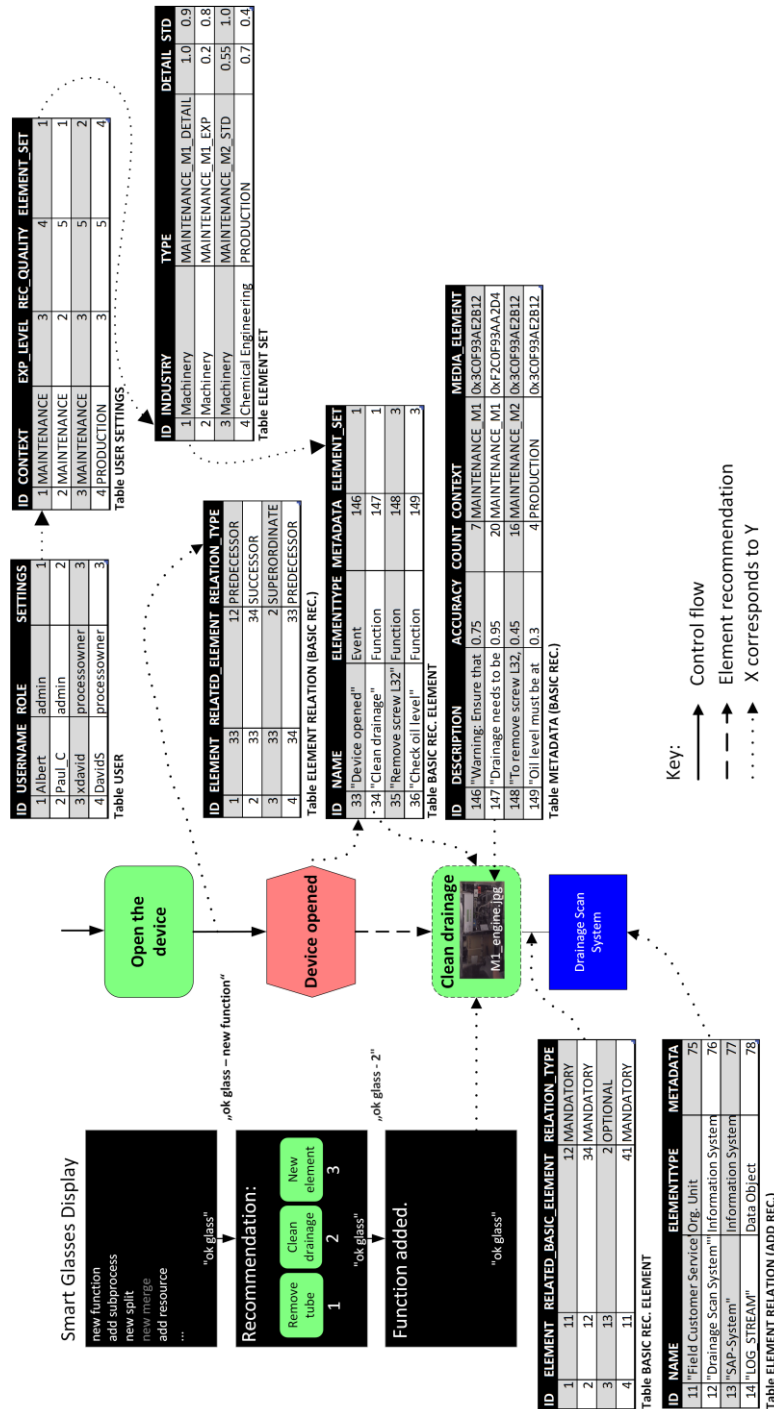 Smart Glasses Display
new function
add subprocess
new split
new merge
add resource
...
"ok glass"
Recommendation:
Remove tube
Clean drainage
New element
1 2 3
"ok glass"
Function added.
"ok glass"
„ok glass – new function“
„ok glass - 2"
Open the device
Device opened
Clean drainage
M1_engine.jpg
Drainage Scan System
ID USERNAME ROLE SETTINGS
1 Albert admin 1
2 Paul_C admin 2
3 xdavid processowner 3
4 DavidS processowner 3
Table USER
ID CONTEXT EXP_LEVEL REC_QUALITY ELEMENT_SET
1 MAINTENANCE 3 4 1
2 MAINTENANCE 2 5 1
3 MAINTENANCE 3 5 2
4 PRODUCTION 3 5 4
Table USER SETTINGS
ID INDUSTRY TYPE DETAIL STD
1 Machinery MAINTENANCE_M1_DETAIL 1.0 0.9
2 Machinery MAINTENANCE_M1_EXP 0.2 0.8
3 Machinery MAINTENANCE_M2_STD 0.55 1.0
4 Chemical Engineering PRODUCTION 0.7 0.4
Table ELEMENT SET
ID ELEMENT RELATED_ELEMENT RELATION_TYPE
1 33 12 PREDECESSOR
2 33 34 SUCCESSOR
3 33 2 SUPERORDINATE
4 34 33 PREDECESSOR
Table ELEMENT RELATION (BASIC REC.)
ID NAME ELEMENTTYPE METADATA ELEMENT_SET
33 "Device opened" Event 146 1
34 "Clean drainage" Function 147 1
35 "Remove screw L32" Function 148 3
36 "Check oil level" Function 149 3
Table BASIC REC. ELEMENT
ID DESCRIPTION ACCURACY COUNT CONTEXT MEDIA_ELEMENT
146 "Warning: Ensure that 0.75 7 MAINTENANCE_M1 0x3C0F93AE2B12
147 "Drainage needs to be 0.95 20 MAINTENANCE_M1 0xF2C0F93AA2D4
148 "To remove screw L32, 0.45 16 MAINTENANCE_M2 0x3C0F93AE2B12
149 "Oil level must be at 0.3 4 PRODUCTION 0x3C0F93AE2B12
Table METADATA (BASIC REC.)
ID ELEMENT RELATED_BASIC_ELEMENT RELATION_TYPE
1 11 12 MANDATORY
2 12 34 MANDATORY
3 13 2 OPTIONAL
4 11 41 MANDATORY
Table BASIC REC. ELEMENT
ID NAME ELEMENTTYPE METADATA
11 "Field Customer Service' Org. Unit 75
12 "Drainage Scan System"' Information System 76
13 "SAP-System" Information System 77
14 "LOG_STREAM" Data Object 78
Table ELEMENT RELATION (ADD REC.)
Key:
Control flow
Element recommendation
X corresponds to Y